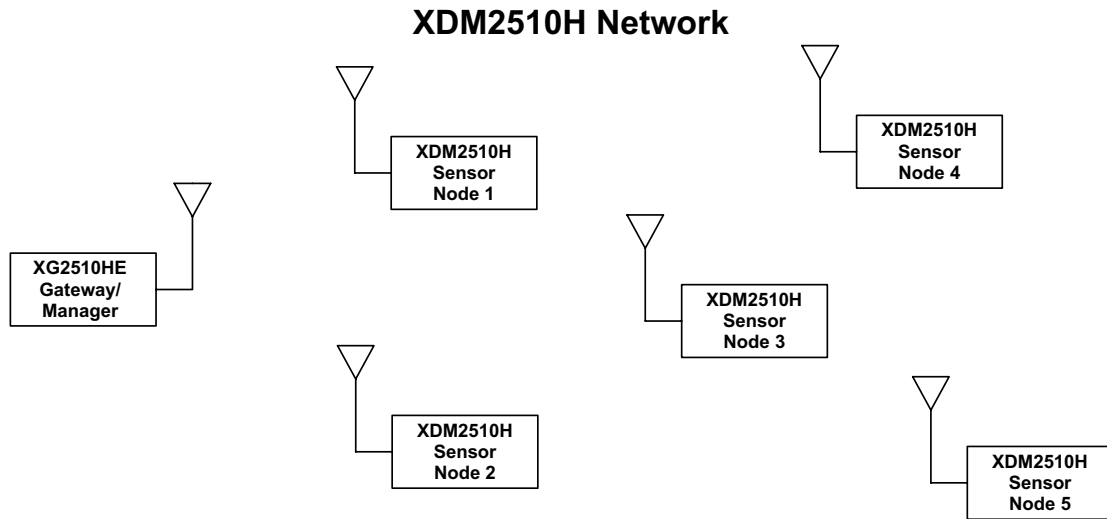 XDM2510H Network
XDM2510H
Sensor
Node 1
XDM2510H
Sensor
Node 4
XG2510HE
Gateway/
Manager
XDM2510H
Sensor
Node 3
XDM2510H
Sensor
Node 2
XDM2510H
Sensor
Node 5